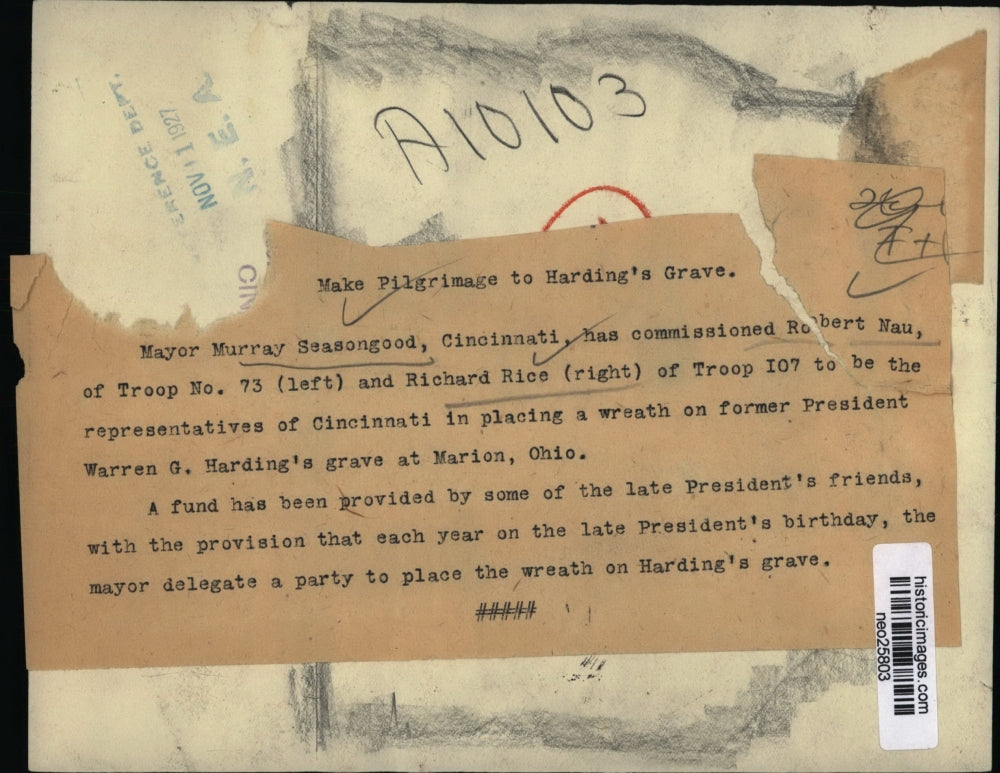 ERENCE DEPT.
NOV 11 1927
N. E. A
CIN
A10103
A+
Make Pilgrimage to Harding's Grave.
Mayor Murray Seasongood, Cincinnati, has commissioned Robert Nau,
of Troop No. 73 (left) and Richard Rice (right) of Troop I07 to be the
representatives of Cincinnati in placing a wreath on former President
Warren G. Harding's grave at Marion, Ohio.
A fund has been provided by some of the late President's friends,
with the provision that each year on the late President's birthday, the
mayor delegate a party to place the wreath on Harding's grave.
#####
historicimages.com
neo25803